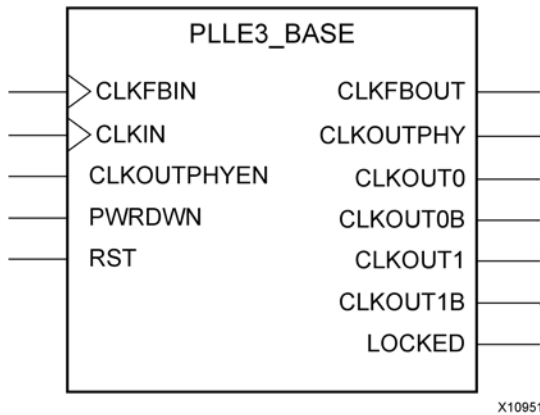 PLLE3_BASE
CLKFBIN CLKFBOUT
CLKIN CLKOUTPHY
CLKOUTPHYEN CLKOUT0
PWRDWN CLKOUT0B
RST CLKOUT1
CLKOUT1B
LOCKED
X10951